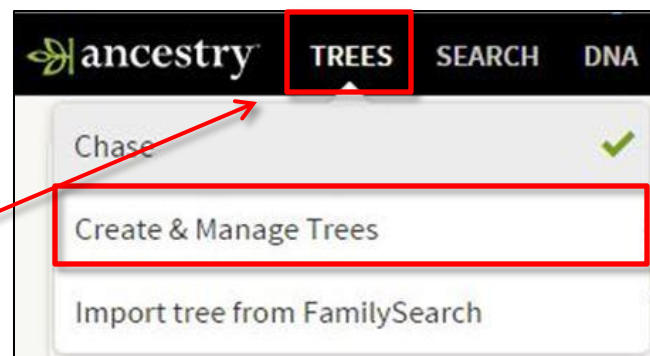 ancestry TREES SEARCH DNA
Chase
Create & Manage Trees
Import tree from FamilySearch